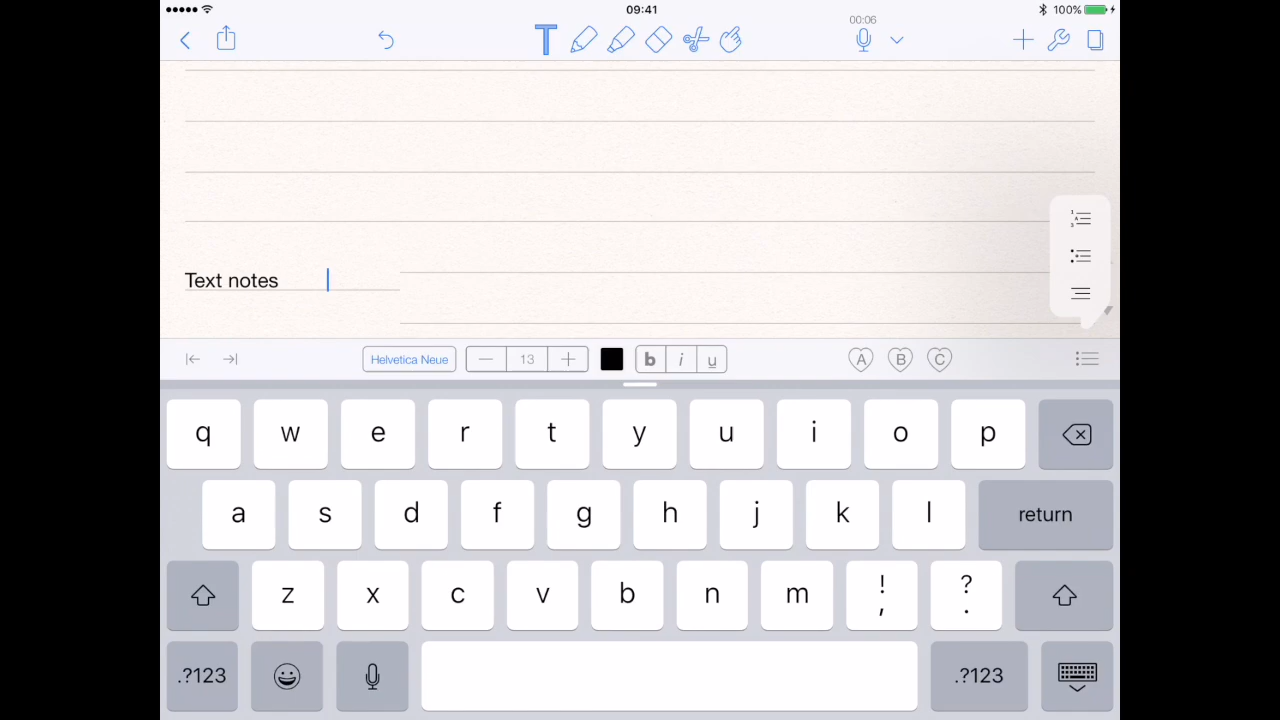 09:41
100%
00:06
T
Text notes
Helvetica Neue
13
b i u
A B C
q w e r t y u i o p
a s d f g h j k l return
z x c v b n m ! , ? .
.?123 .?123